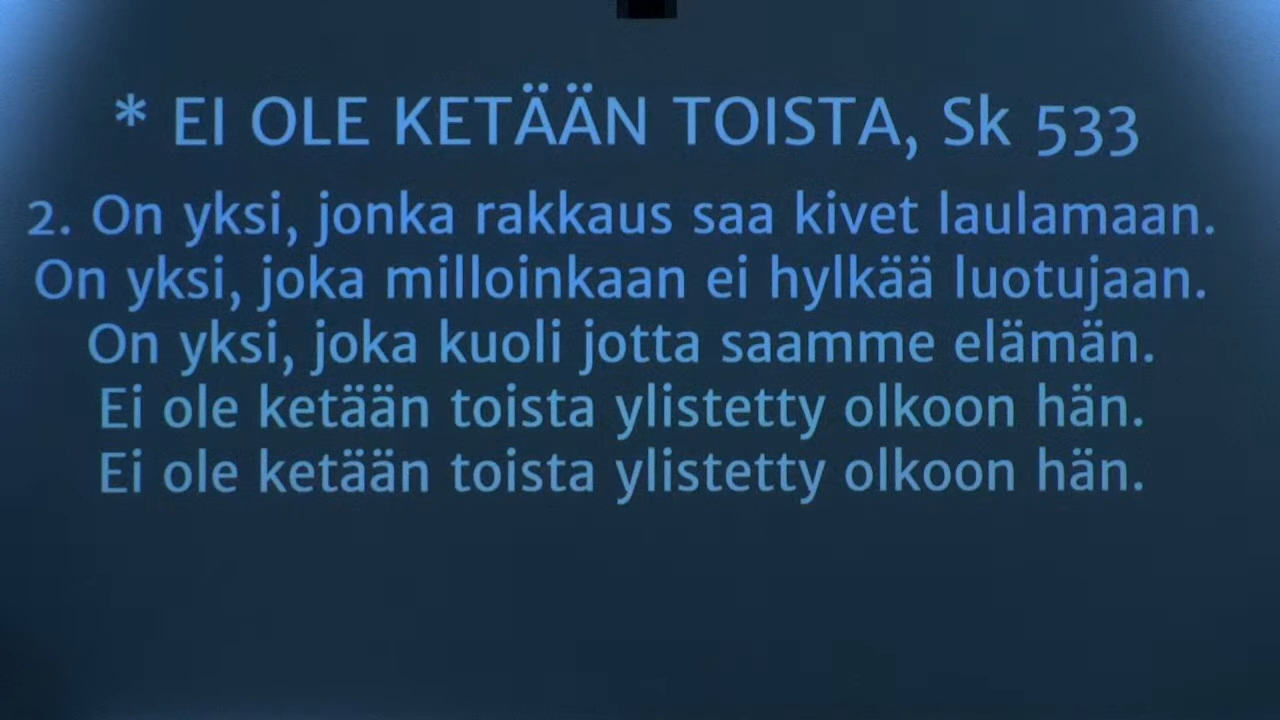 * EI OLE KETÄÄN TOISTA, Sk 533
2. On yksi, jonka rakkaus saa kivet laulamaan.
On yksi, joka milloinkaan ei hylkää luotujaan.
On yksi, joka kuoli jotta saamme elämän.
Ei ole ketään toista ylistetty olkoon hän.
Ei ole ketään toista ylistetty olkoon hän.